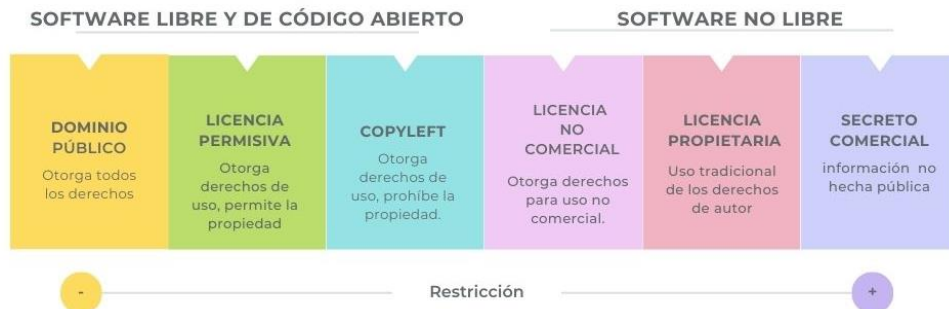 SOFTWARE LIBRE Y DE CÓDIGO ABIERTO
SOFTWARE NO LIBRE
DOMINIO
PÚBLICO
Otorga todos
los derechos
LICENCIA
PERMISIVA
Otorga
derechos de
uso, permite la
propiedad
COPYLEFT
Otorga
derechos de
uso, prohíbe la
propiedad.
LICENCIA
NO
COMERCIAL
Otorga derechos
para uso no
comercial.
LICENCIA
PROPIETARIA
Uso tradicional
de los derechos
de autor
SECRETO
COMERCIAL
información no
hecha pública
-
Restricción
+